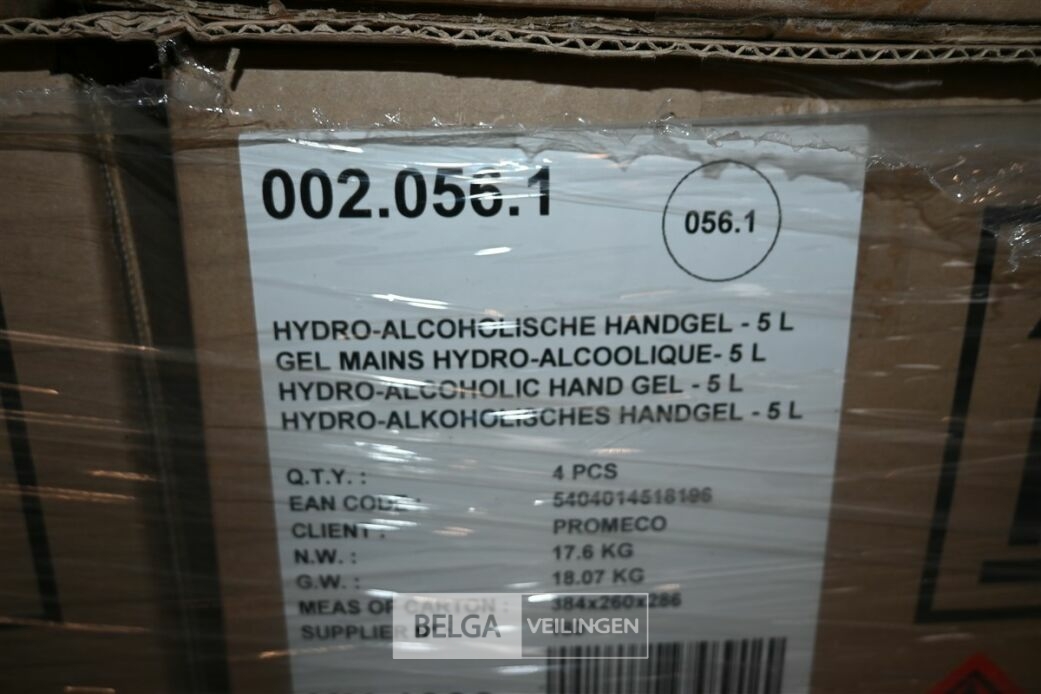 002.056.1
056.1
HYDRO-ALCOHOLISCHE HANDGEL - 5 L
GEL MAINS HYDRO-ALCOOLIQUE- 5 L
HYDRO-ALCOHOLIC HAND GEL - 5 L
HYDRO-ALKOHOLISCHES HANDGEL - 5 L
Q.T.Y. : 4 PCS
EAN CODE : 5404014518196
CLIENT : PROMECO
N.W. : 17.6 KG
G.W. : 18.07 KG
MEAS OF CARTON : 384x260x286
SUPPLIER
BELGA VEILINGEN